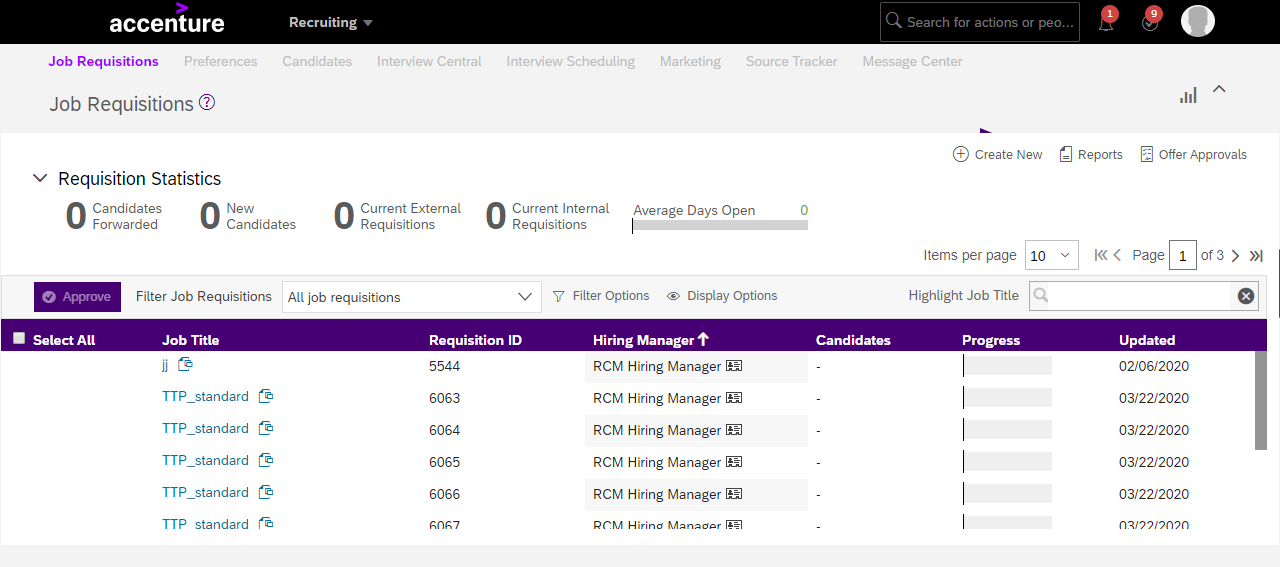 accenture Recruiting Search for actions or peo... 1 9
Job Requisitions Preferences Candidates Interview Central Interview Scheduling Marketing Source Tracker Message Center
Job Requisitions ?
Create New Reports Offer Approvals
Requisition Statistics
0 Candidates Forwarded 0 New Candidates 0 Current External Requisitions 0 Current Internal Requisitions Average Days Open 0
Items per page 10 Page 1 of 3
Approve Filter Job Requisitions All job requisitions Filter Options Display Options Highlight Job Title
Select All Job Title Requisition ID Hiring Manager Candidates Progress Updated
jj 5544 RCM Hiring Manager - 02/06/2020
TTP_standard 6063 RCM Hiring Manager - 03/22/2020
TTP_standard 6064 RCM Hiring Manager - 03/22/2020
TTP_standard 6065 RCM Hiring Manager - 03/22/2020
TTP_standard 6066 RCM Hiring Manager - 03/22/2020
TTP_standard 6067 RCM Hiring Manager - 03/22/2020